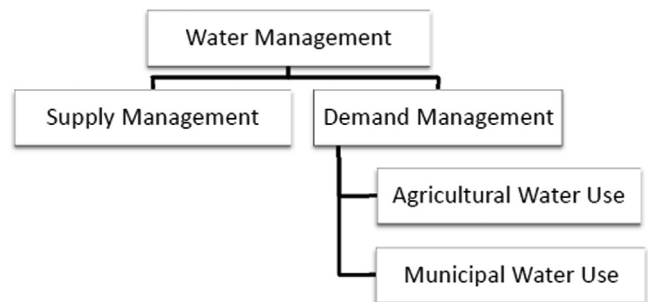 Water Management
Supply Management
Demand Management
Agricultural Water Use
Municipal Water Use